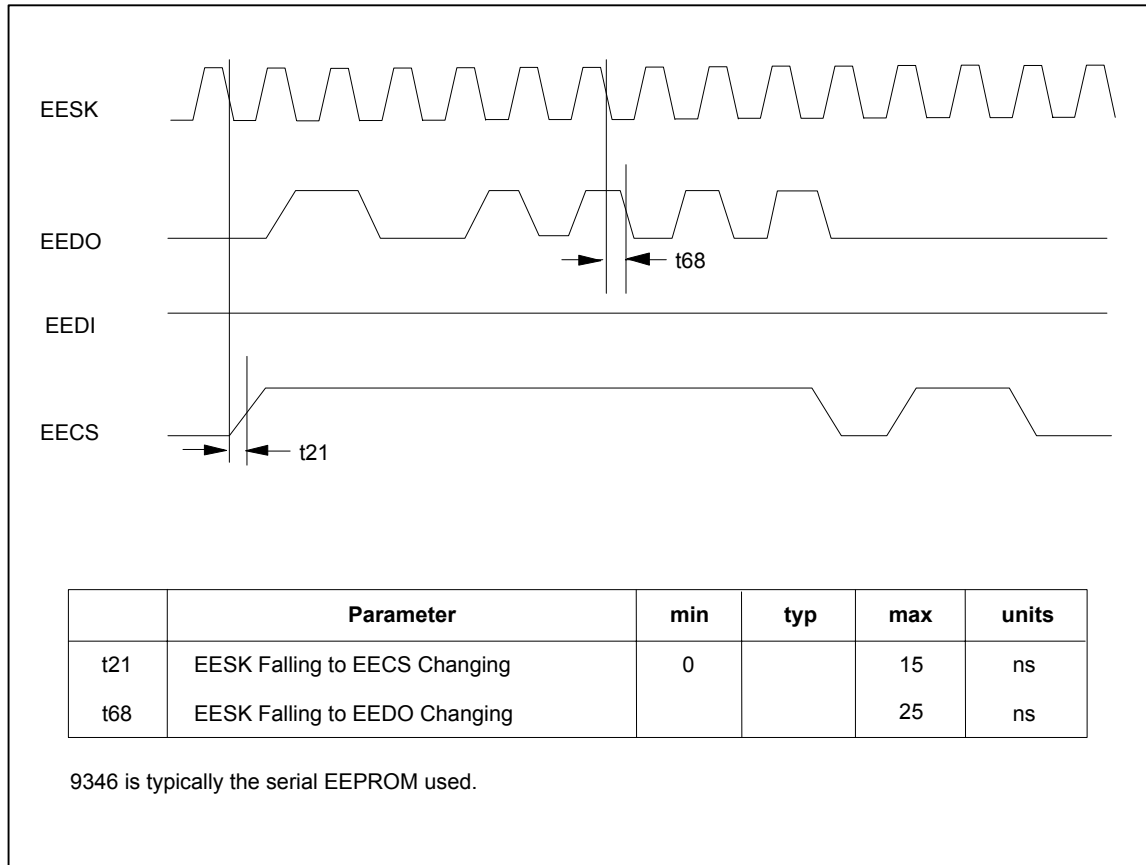 EESK
EEDO
t68
EEDI
EECS
t21
Parameter min typ max units
t21 EESK Falling to EECS Changing 0 15 ns
t68 EESK Falling to EEDO Changing 25 ns
9346 is typically the serial EEPROM used.